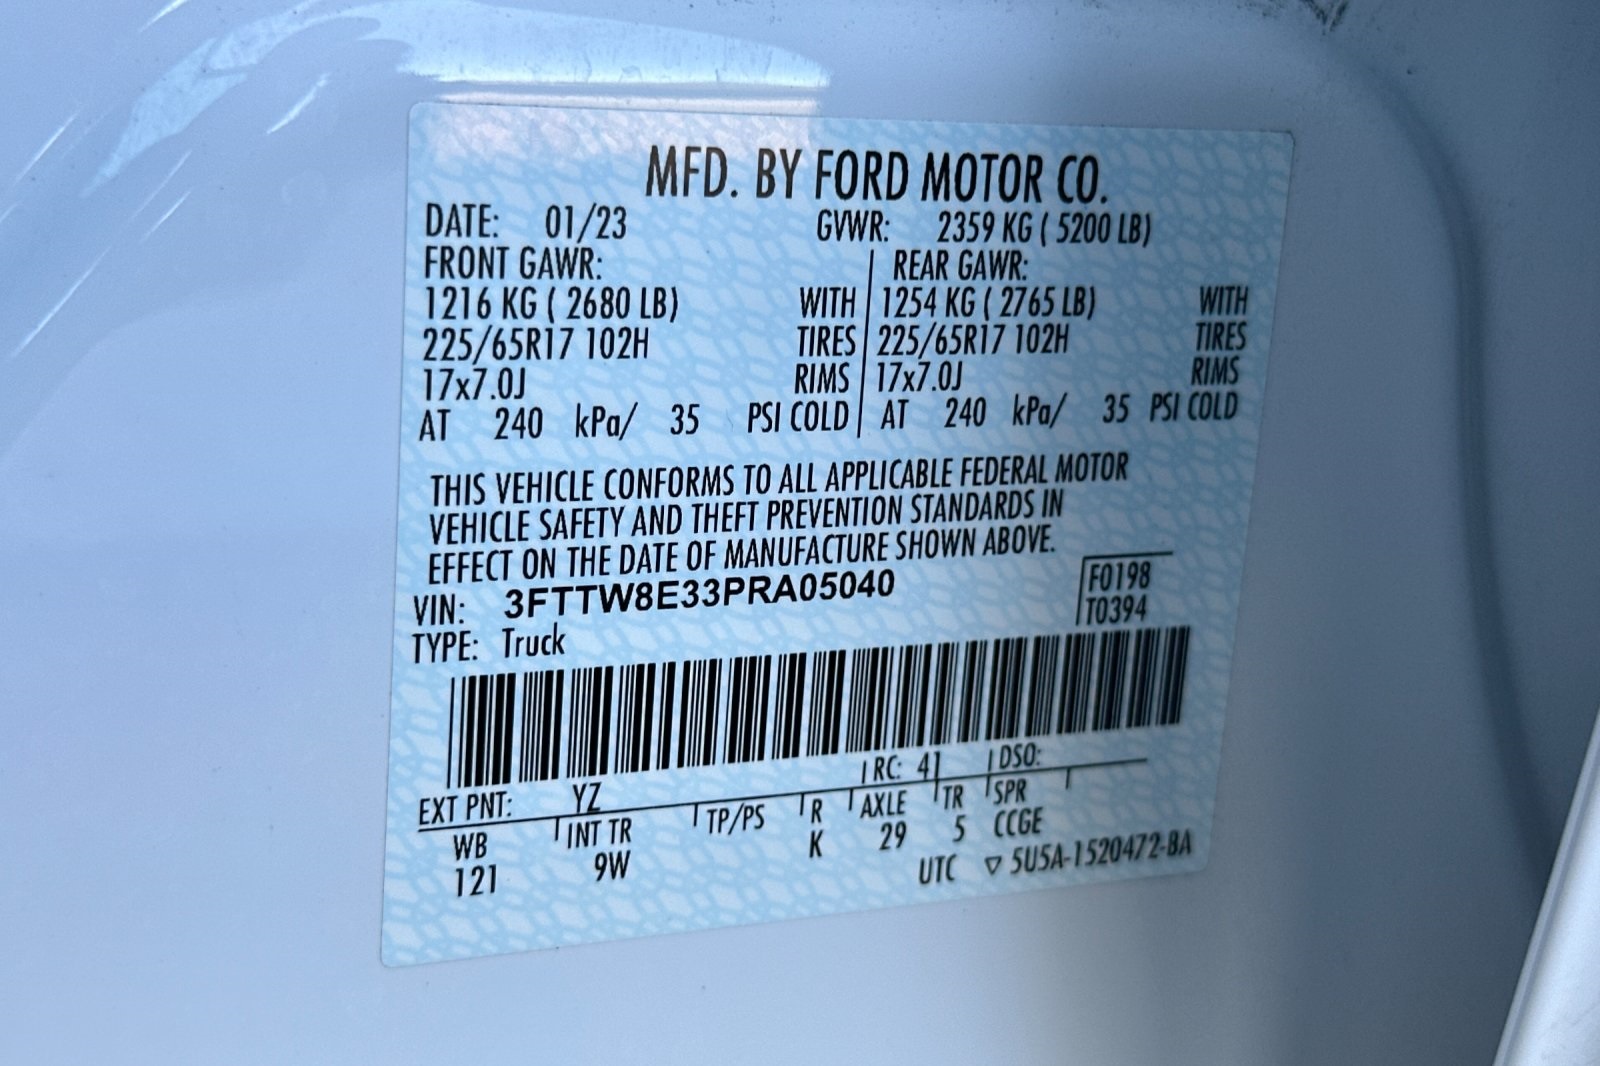 MFD. BY FORD MOTOR CO.
DATE: 01/23 GVWR: 2359 KG ( 5200 LB)
FRONT GAWR: REAR GAWR:
1216 KG ( 2680 LB) WITH 1254 KG ( 2765 LB) WITH
225/65R17 102H TIRES 225/65R17 102H TIRES
17x7.0J RIMS 17x7.0J RIMS
AT 240 kPa/ 35 PSI COLD AT 240 kPa/ 35 PSI COLD
THIS VEHICLE CONFORMS TO ALL APPLICABLE FEDERAL MOTOR
VEHICLE SAFETY AND THEFT PREVENTION STANDARDS IN
EFFECT ON THE DATE OF MANUFACTURE SHOWN ABOVE.
VIN: 3FTTW8E33PRA05040 F0198
TYPE: Truck T0394
EXT PNT: YZ RC: 41 DSO:
WB INT TR TP/PS R AXLE TR SPR
121 9W K 29 5 CCGE
UTC ▽ 5U5A-1520472-BA